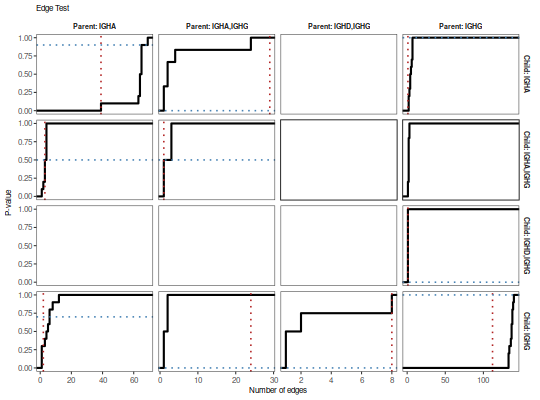 Edge Test
Parent: IGHA
Parent: IGHA,IGHG
Parent: IGHD,IGHG
Parent: IGHG
1.00
0.75
0.50
0.25
0.00
Child: IGHA
1.00
0.75
0.50
0.25
0.00
Child: IGHA,IGHG
1.00
0.75
0.50
0.25
0.00
Child: IGHD,IGHG
1.00
0.75
0.50
0.25
0.00
Child: IGHG
P-value
0 20 40 60
0 10 20 30
2 4 6 8
0 50 100
Number of edges